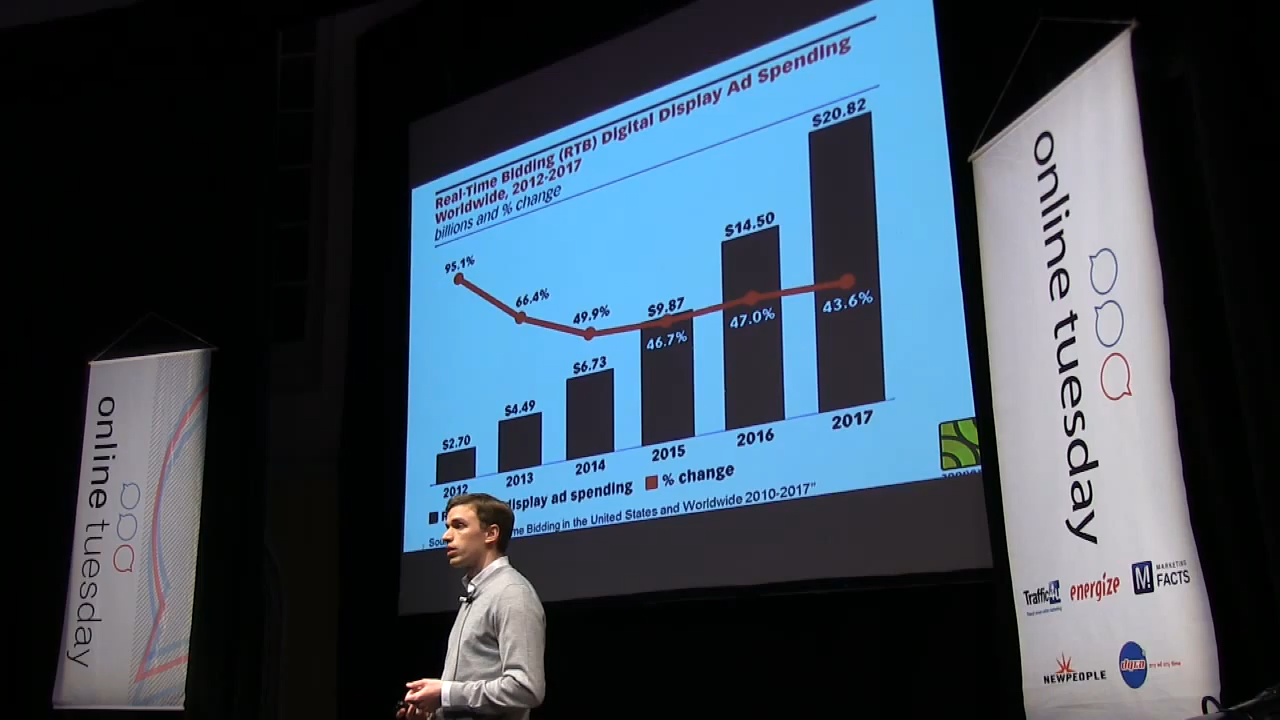 Real-Time Bidding (RTB) Digital Display Ad Spending
Worldwide, 2012-2017
billions and % change
$20.82
$14.50
95.1%
66.4%
49.9%
$9.87
43.6%
47.0%
46.7%
$6.73
$4.49
$2.70
2012
2013
2014
2015
2016
2017
display ad spending
% change
Bidding in the United States and Worldwide 2010-2017"
online tuesday
online tuesday
Traffic4U
energize
M. MARKETING
FACTS
NEWPEOPLE